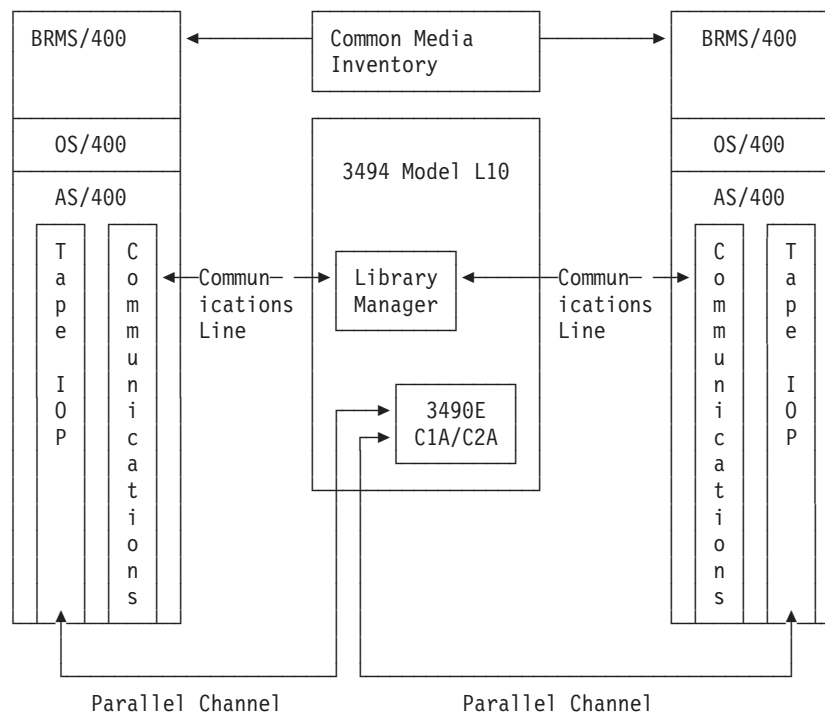 BRMS/400
Common Media
Inventory
BRMS/400
OS/400
OS/400
3494 Model L10
AS/400
AS/400
Tape IOP
Communications
Commun-
ications
Line
Library
Manager
Commun-
ications
Line
Communications
Tape IOP
3490E
C1A/C2A
Parallel Channel
Parallel Channel